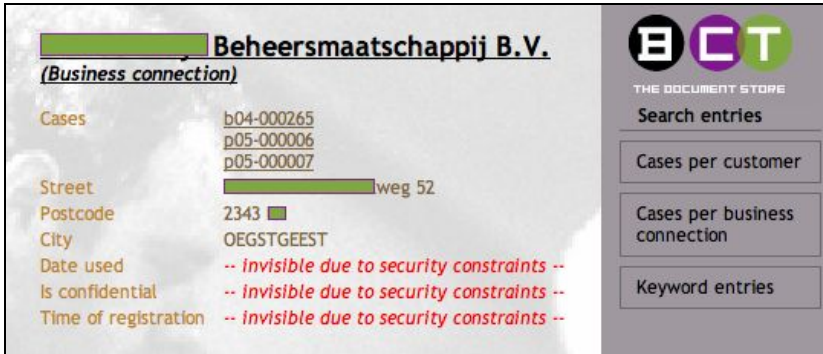 Beheersmaatschappij B.V.
(Business connection)
Cases b04-000265
p05-000006
p05-000007
Street weg 52
Postcode 2343
City OEGSTGEEST
Date used -- invisible due to security constraints --
Is confidential -- invisible due to security constraints --
Time of registration -- invisible due to security constraints --
BCT
THE DOCUMENT STORE
Search entries
Cases per customer
Cases per business
connection
Keyword entries